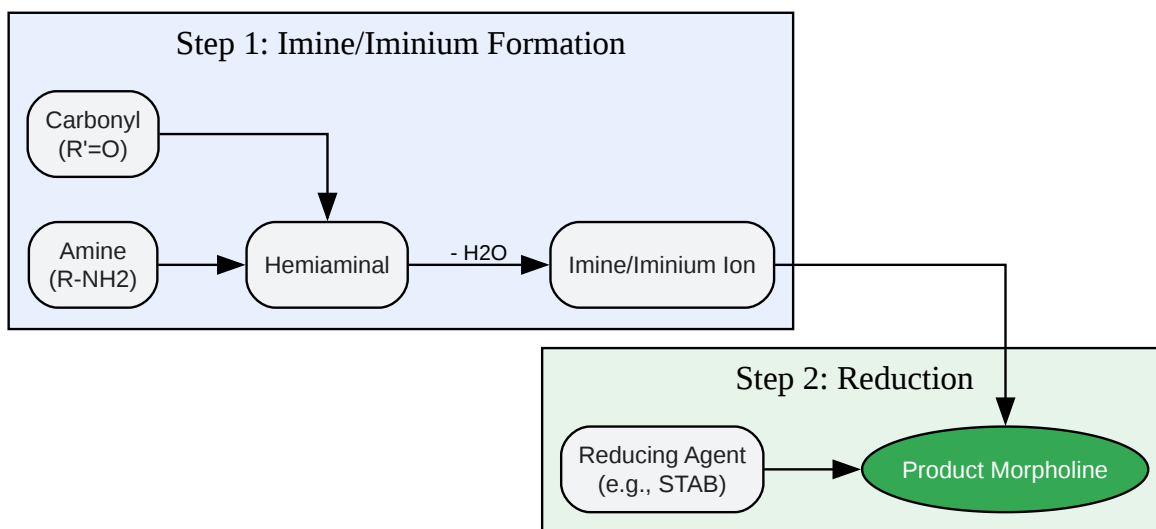 Step 1: Imine/Iminium Formation
Carbonyl
(R'=O)
Amine
(R-NH2)
Hemiaminal
- H2O
Imine/Iminium Ion
Step 2: Reduction
Reducing Agent
(e.g., STAB)
Product Morpholine